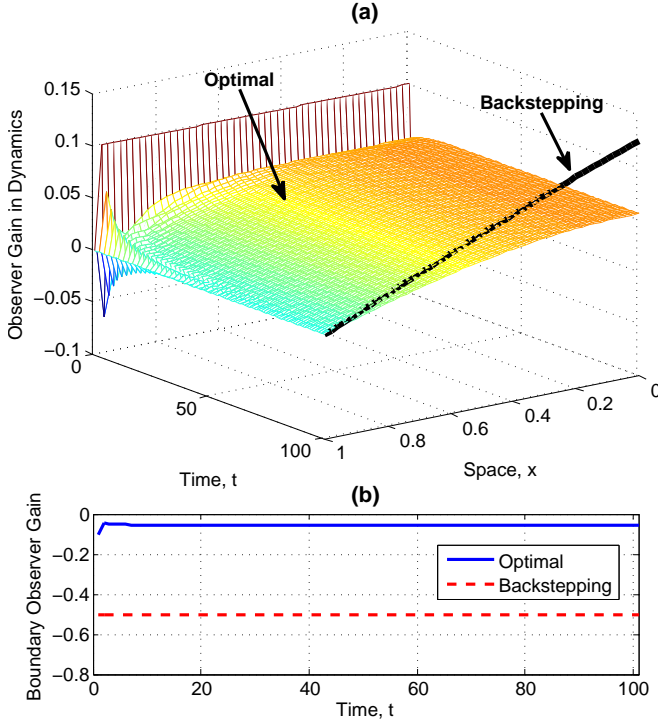 (a)
Optimal
Backstepping
Observer Gain in Dynamics
0.15
0.1
0.05
0
−0.05
−0.1
0
50
100
Time, t
1
0.8
0.6
0.4
0.2
0
Space, x
(b)
Boundary Observer Gain
0
−0.2
−0.4
−0.6
−0.8
Optimal
Backstepping
0
20
40
60
80
100
Time, t